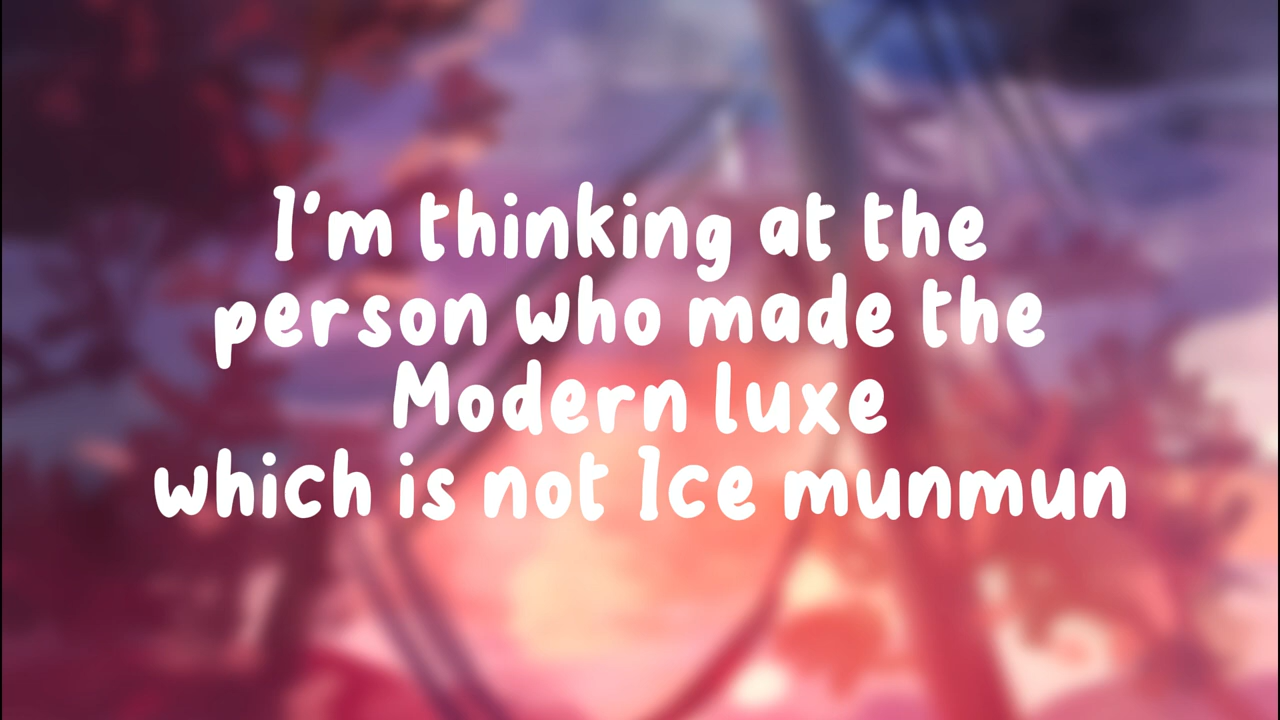 I'm thinking at the
person who made the
Modern luxe
which is not Ice munmun